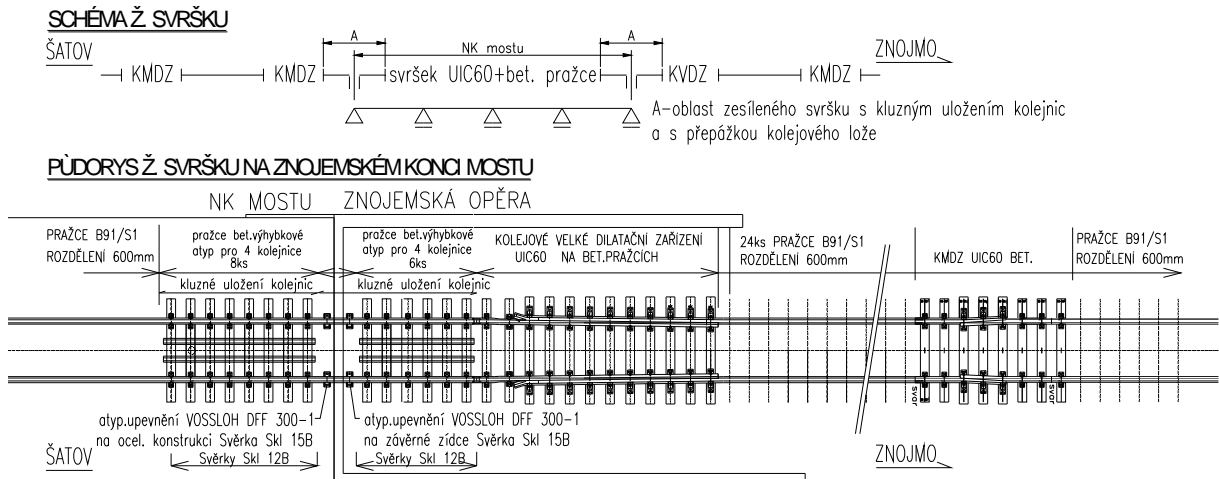 SCHÉMA Ž. SVRŠKU
ŠATOV
A
NK mostu
A
ZNOJMO
KMDZ
KMDZ
svršek UIC60+bet. pražce
KVDZ
KMDZ
A-oblast zesíleného svršku s kluzným uložením kolejnic
a s přepážkou kolejového lože
PŮDORYS Ž. SVRŠKU NA ZNOJEMSKÉM KONCI MOSTU
NK MOSTU
ZNOJEMSKÁ OPĚRA
PRAŽCE B91/S1
ROZDĚLENÍ 600mm
pražce bet.výhybkové
atyp pro 4 kolejnice
8ks
kluzné uložení kolejnic
pražce bet.výhybkové
atyp pro 4 kolejnice
6ks
kluzné uložení kolejnic
KOLEJOVÉ VELKÉ DILATAČNÍ ZAŘÍZENÍ
UIC60 NA BET.PRAŽCÍCH
24ks PRAŽCE B91/S1
ROZDĚLENÍ 600mm
KMDZ UIC60 BET.
PRAŽCE B91/S1
ROZDĚLENÍ 600mm
svar
svar
atyp.upevnění VOSSLOH DFF 300-1
na ocel. konstrukci Svěrka Skl 15B
Svěrky Skl 12B
atyp.upevnění VOSSLOH DFF 300-1
na závěrné zídce Svěrka Skl 15B
Svěrky Skl 12B
ŠATOV
ZNOJMO